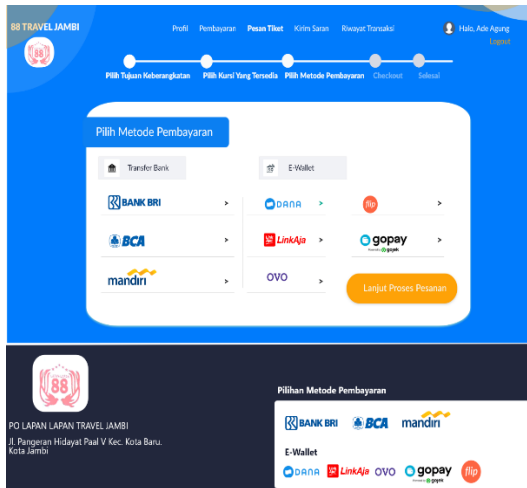 88 TRAVEL JAMBI
Profil Pembayaran Pesan Tiket Kirim Saran Riwayat Transaksi
Halo, Ade Agung
Logout
88
Pilih Tujuan Keberangkatan Pilih Kursi Yang Tersedia Pilih Metode Pembayaran Checkout Selesai
Pilih Metode Pembayaran
Transfer Bank E-Wallet
BANK BRI > DANA > flip >
BCA > LinkAja > gopay >
mandiri > OVO >
Lanjut Proses Pesanan
88
Pilihan Metode Pembayaran
BANK BRI BCA mandiri
PO LAPAN LAPAN TRAVEL JAMBI
Jl. Pangeran Hidayat Paal V Kec. Kota Baru.
Kota Jambi
E-Wallet
DANA LinkAja OVO gopay flip